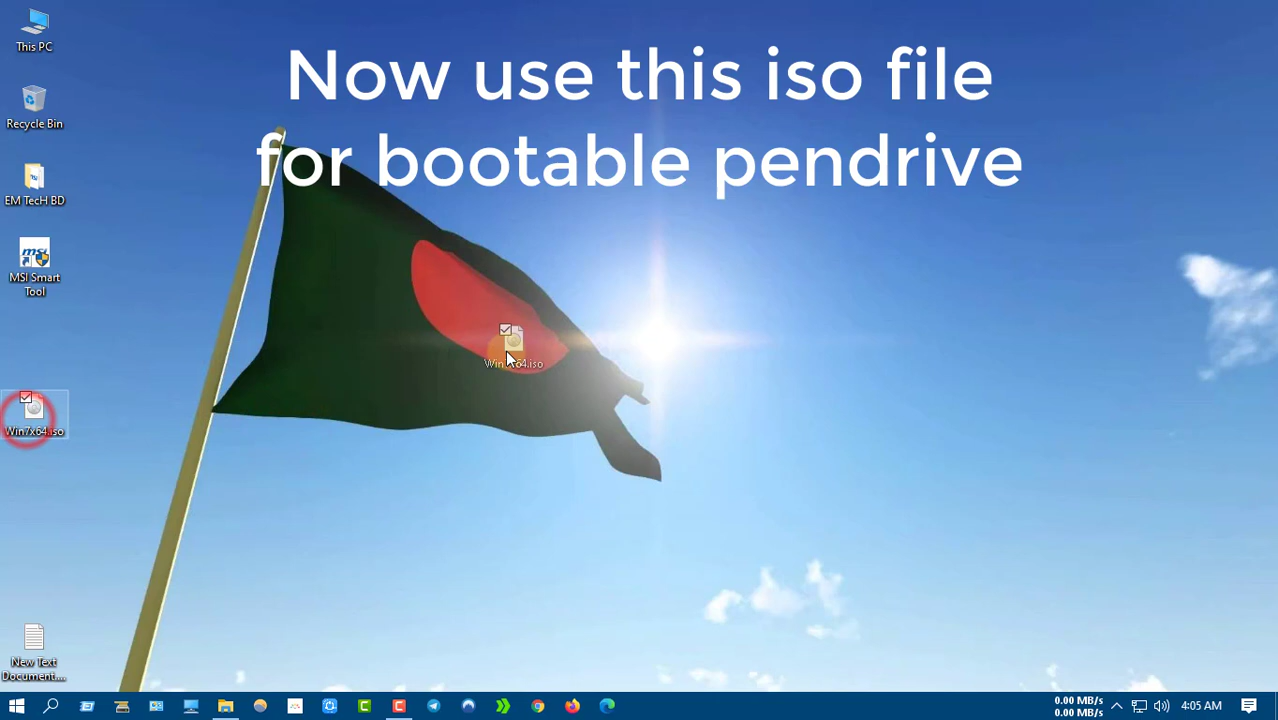 Now use this iso file
for bootable pendrive
This PC
Recycle Bin
EM TecH BD
msi
MSI Smart
Tool
Win7x64.iso
New Text
Document....
0.00 MB/s
0.00 MB/s
4:05 AM